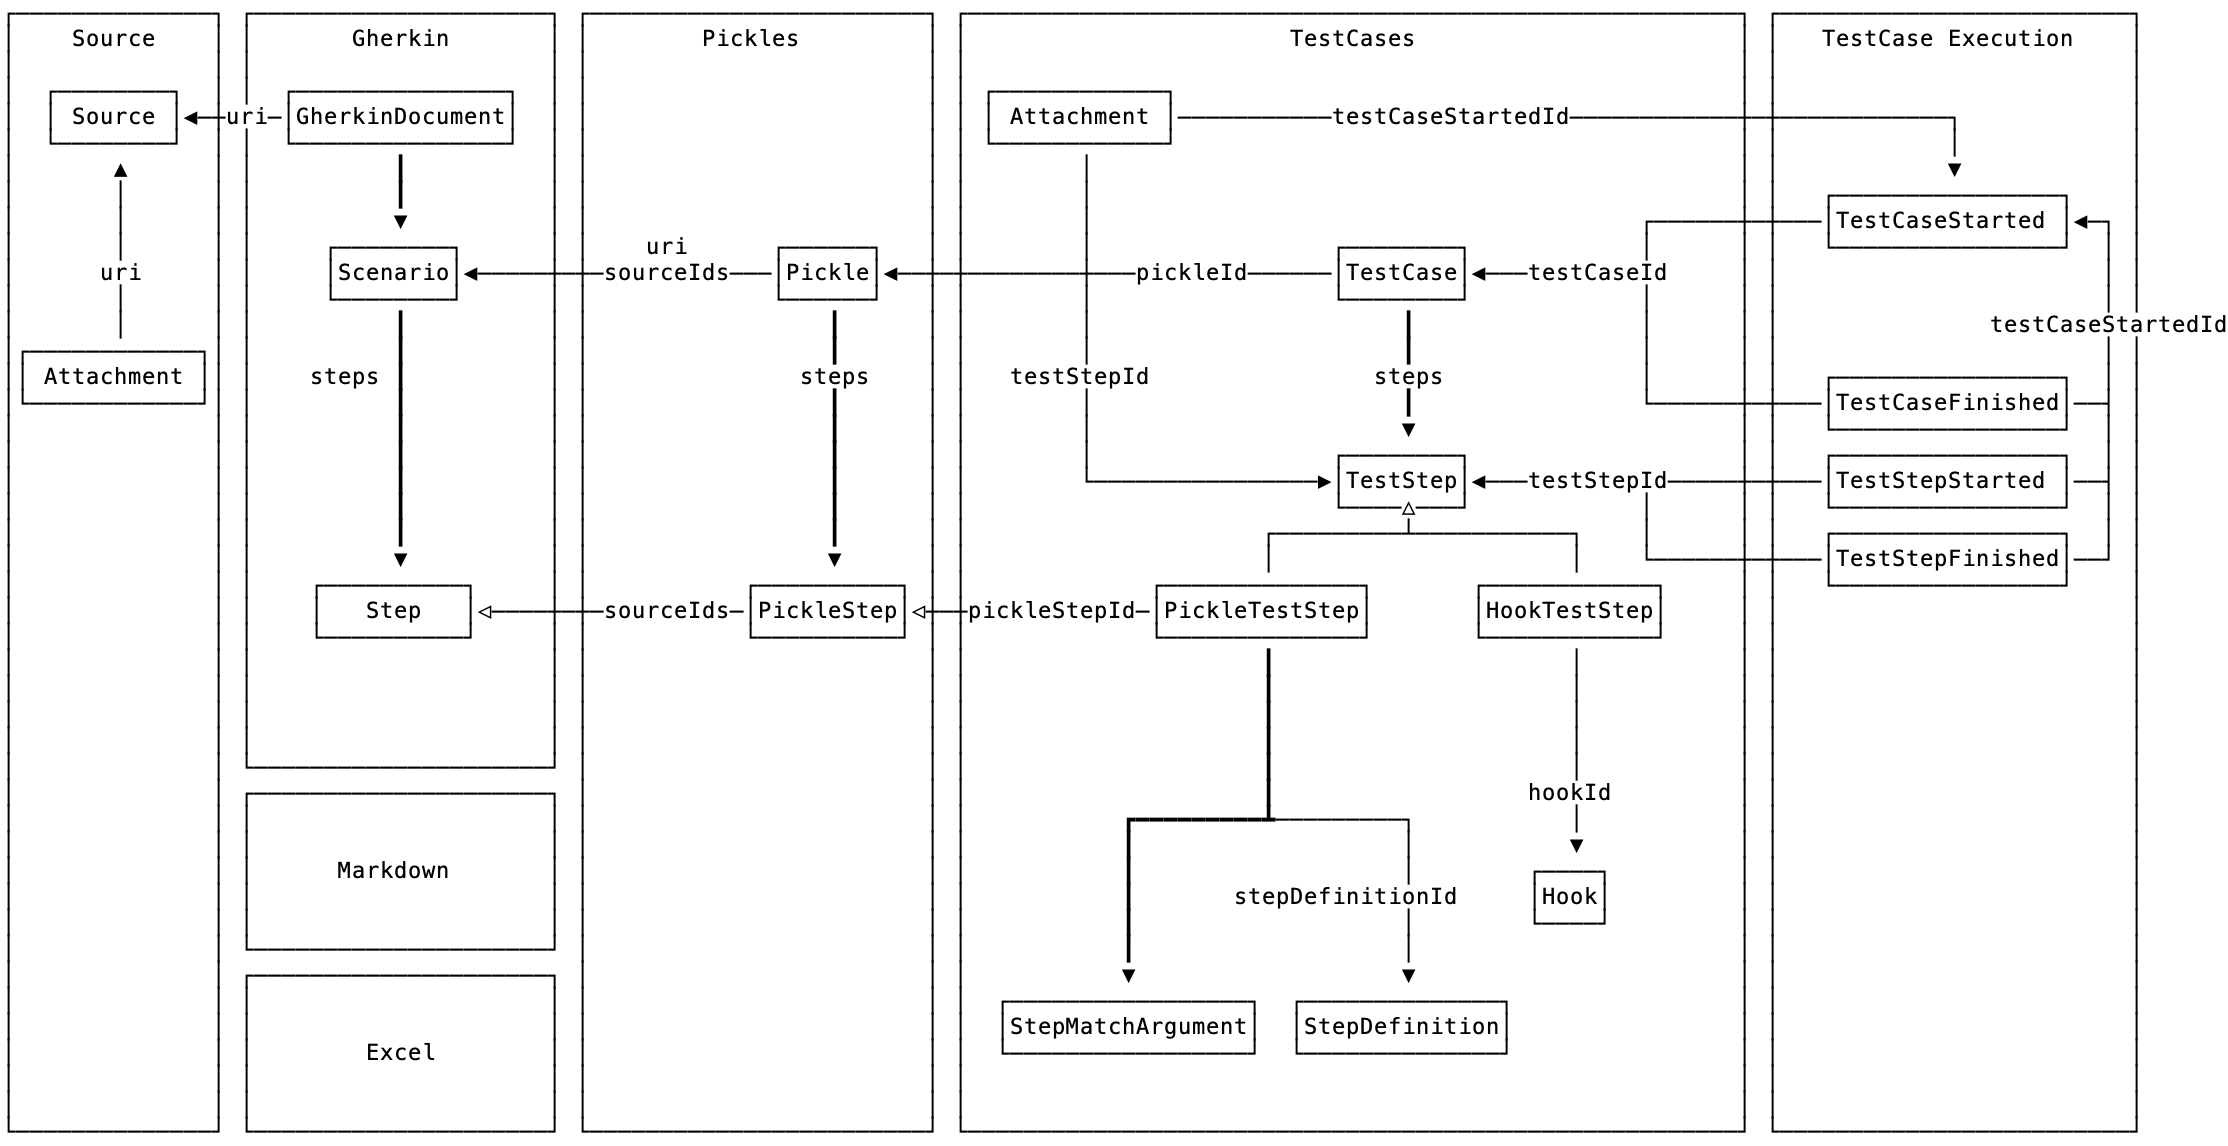 Source
Gherkin
Pickles
TestCases
TestCase Execution
Source
uri
GherkinDocument
Attachment
testCaseStartedId
TestCaseStarted
uri
uri
Scenario
sourceIds
Pickle
pickleId
TestCase
testCaseId
testCaseStartedId
Attachment
steps
steps
testStepId
steps
TestCaseFinished
TestStep
testStepId
TestStepStarted
TestStepFinished
Step
sourceIds
PickleStep
pickleStepId
PickleTestStep
HookTestStep
hookId
Markdown
stepDefinitionId
Hook
StepMatchArgument
StepDefinition
Excel